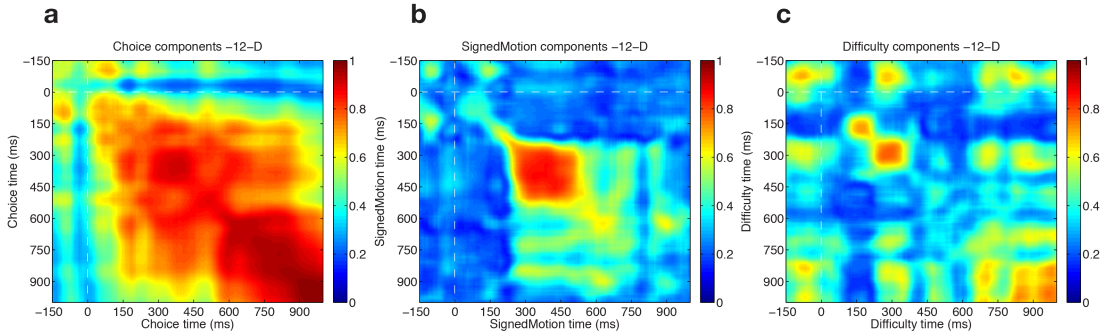 a
Choice components −12−D
−150
0
150
300
450
600
750
900
Choice time (ms)
−150 0 150 300 450 600 750 900
Choice time (ms)
1
0.8
0.6
0.4
0.2
0
b
SignedMotion components −12−D
−150
0
150
300
450
600
750
900
SignedMotion time (ms)
−150 0 150 300 450 600 750 900
SignedMotion time (ms)
1
0.8
0.6
0.4
0.2
0
c
Difficulty components −12−D
−150
0
150
300
450
600
750
900
Difficulty time (ms)
−150 0 150 300 450 600 750 900
Difficulty time (ms)
1
0.8
0.6
0.4
0.2
0